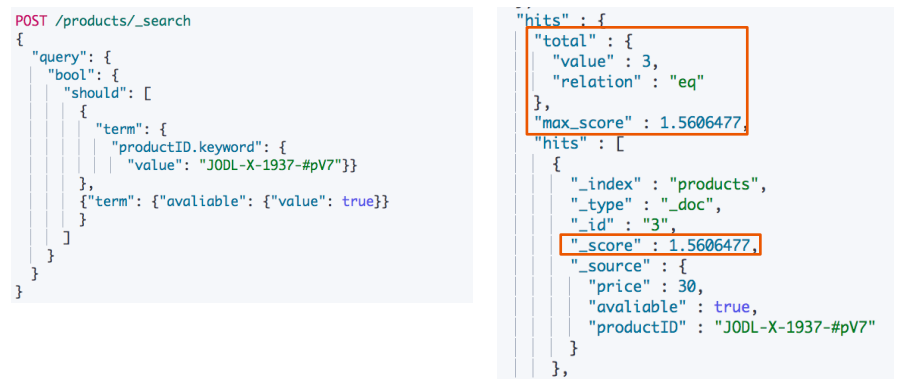 POST /products/_search
{
"query": {
"bool": {
"should": [
{
"term": {
"productID.keyword": {
"value": "JODL-X-1937-#pV7"}}
},
{"term": {"avaliable": {"value": true}}
}
]
}
}
}
"hits" : {
"total" : {
"value" : 3,
"relation" : "eq"
},
"max_score" : 1.5606477,
"hits" : [
{
"_index" : "products",
"_type" : "_doc",
"_id" : "3",
"_score" : 1.5606477,
"_source" : {
"price" : 30,
"avaliable" : true,
"productID" : "JODL-X-1937-#pV7"
}
},